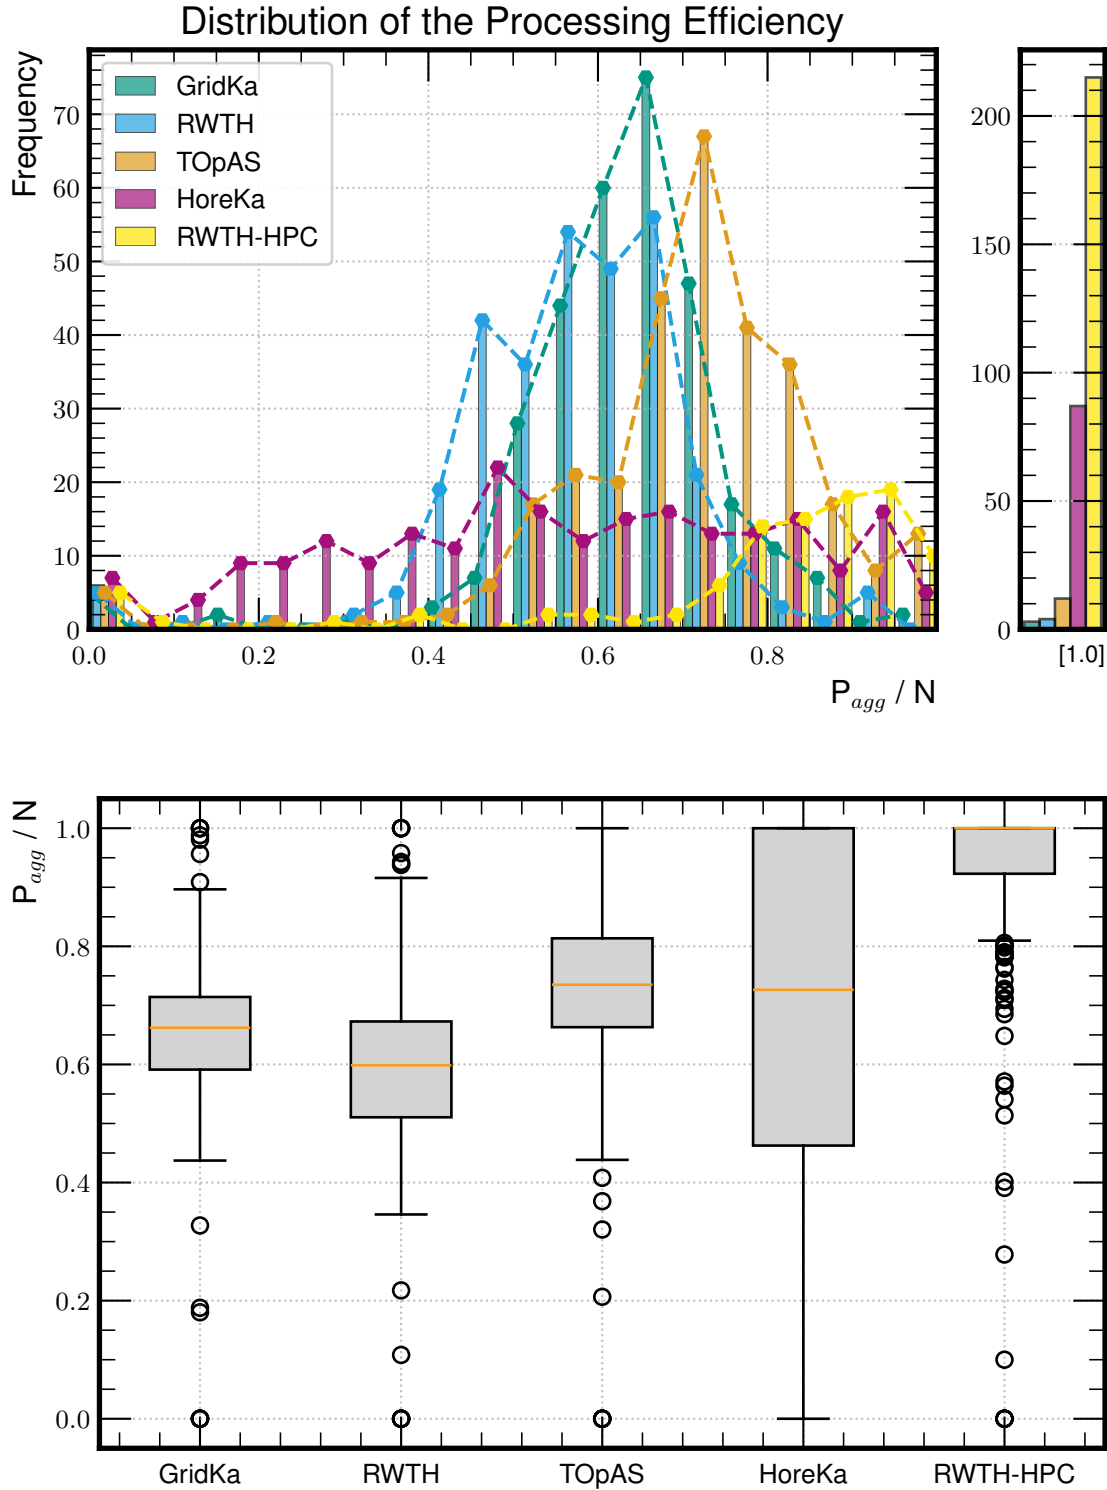 Distribution of the Processing Efficiency
Frequency
GridKa
RWTH
TOpAS
HoreKa
RWTH-HPC
70
60
50
40
30
20
10
0
0.0 0.2 0.4 0.6 0.8
P_agg / N
200
150
100
50
0
[1.0]
P_agg / N
1.0
0.8
0.6
0.4
0.2
0.0
GridKa RWTH TOpAS HoreKa RWTH-HPC